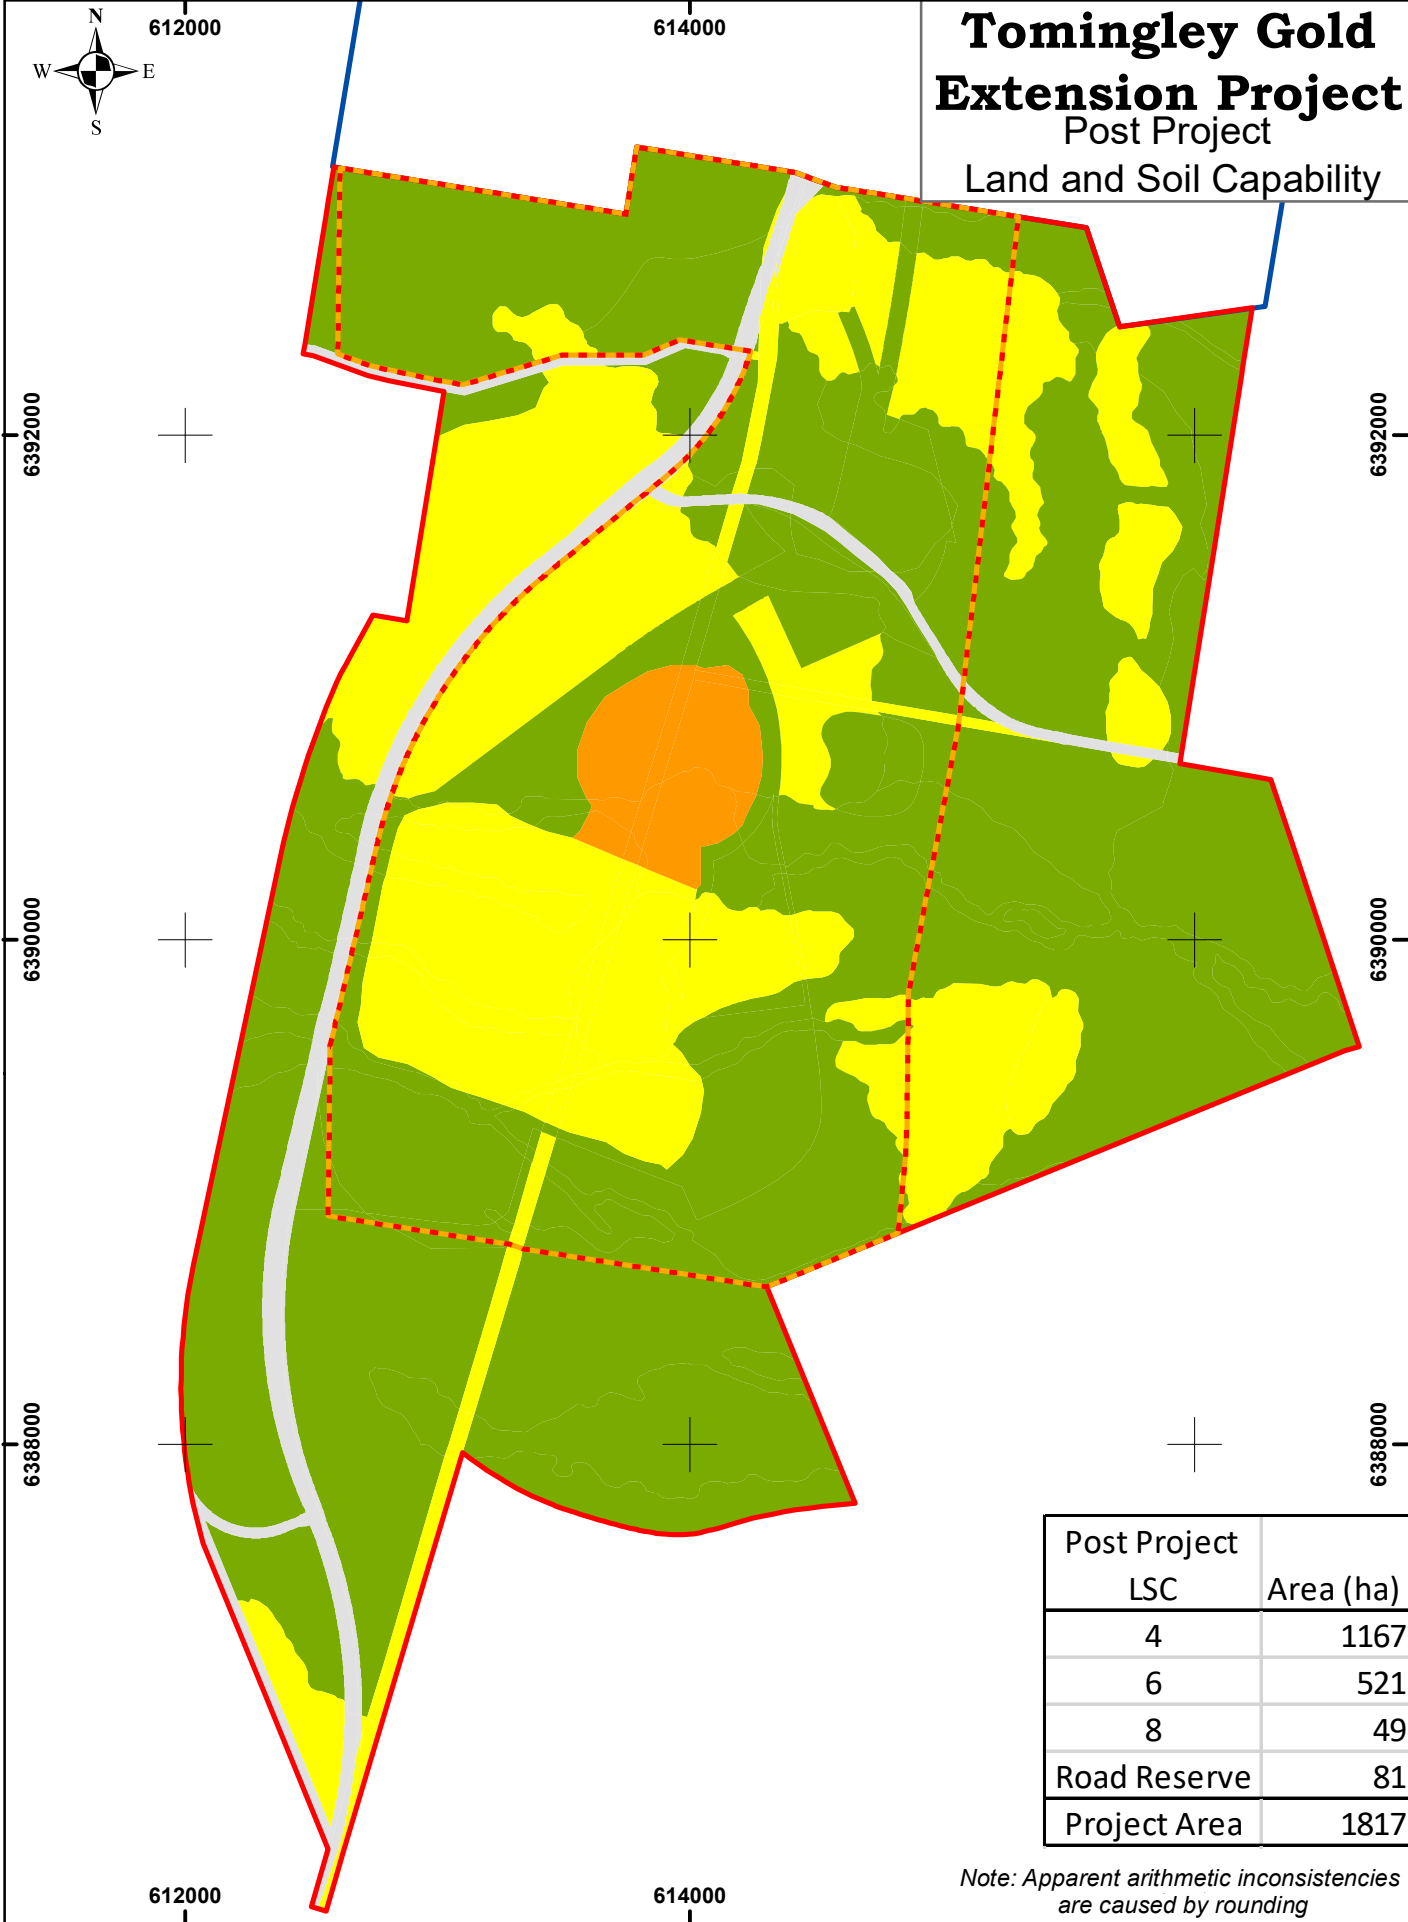 N
W E
S
612000
614000
Tomingley Gold
Extension Project
Post Project
Land and Soil Capability
6392000
6392000
6390000
6390000
6388000
6388000
Post Project
LSC Area (ha)
4 1167
6 521
8 49
Road Reserve 81
Project Area 1817
Note: Apparent arithmetic inconsistencies
are caused by rounding
612000
614000